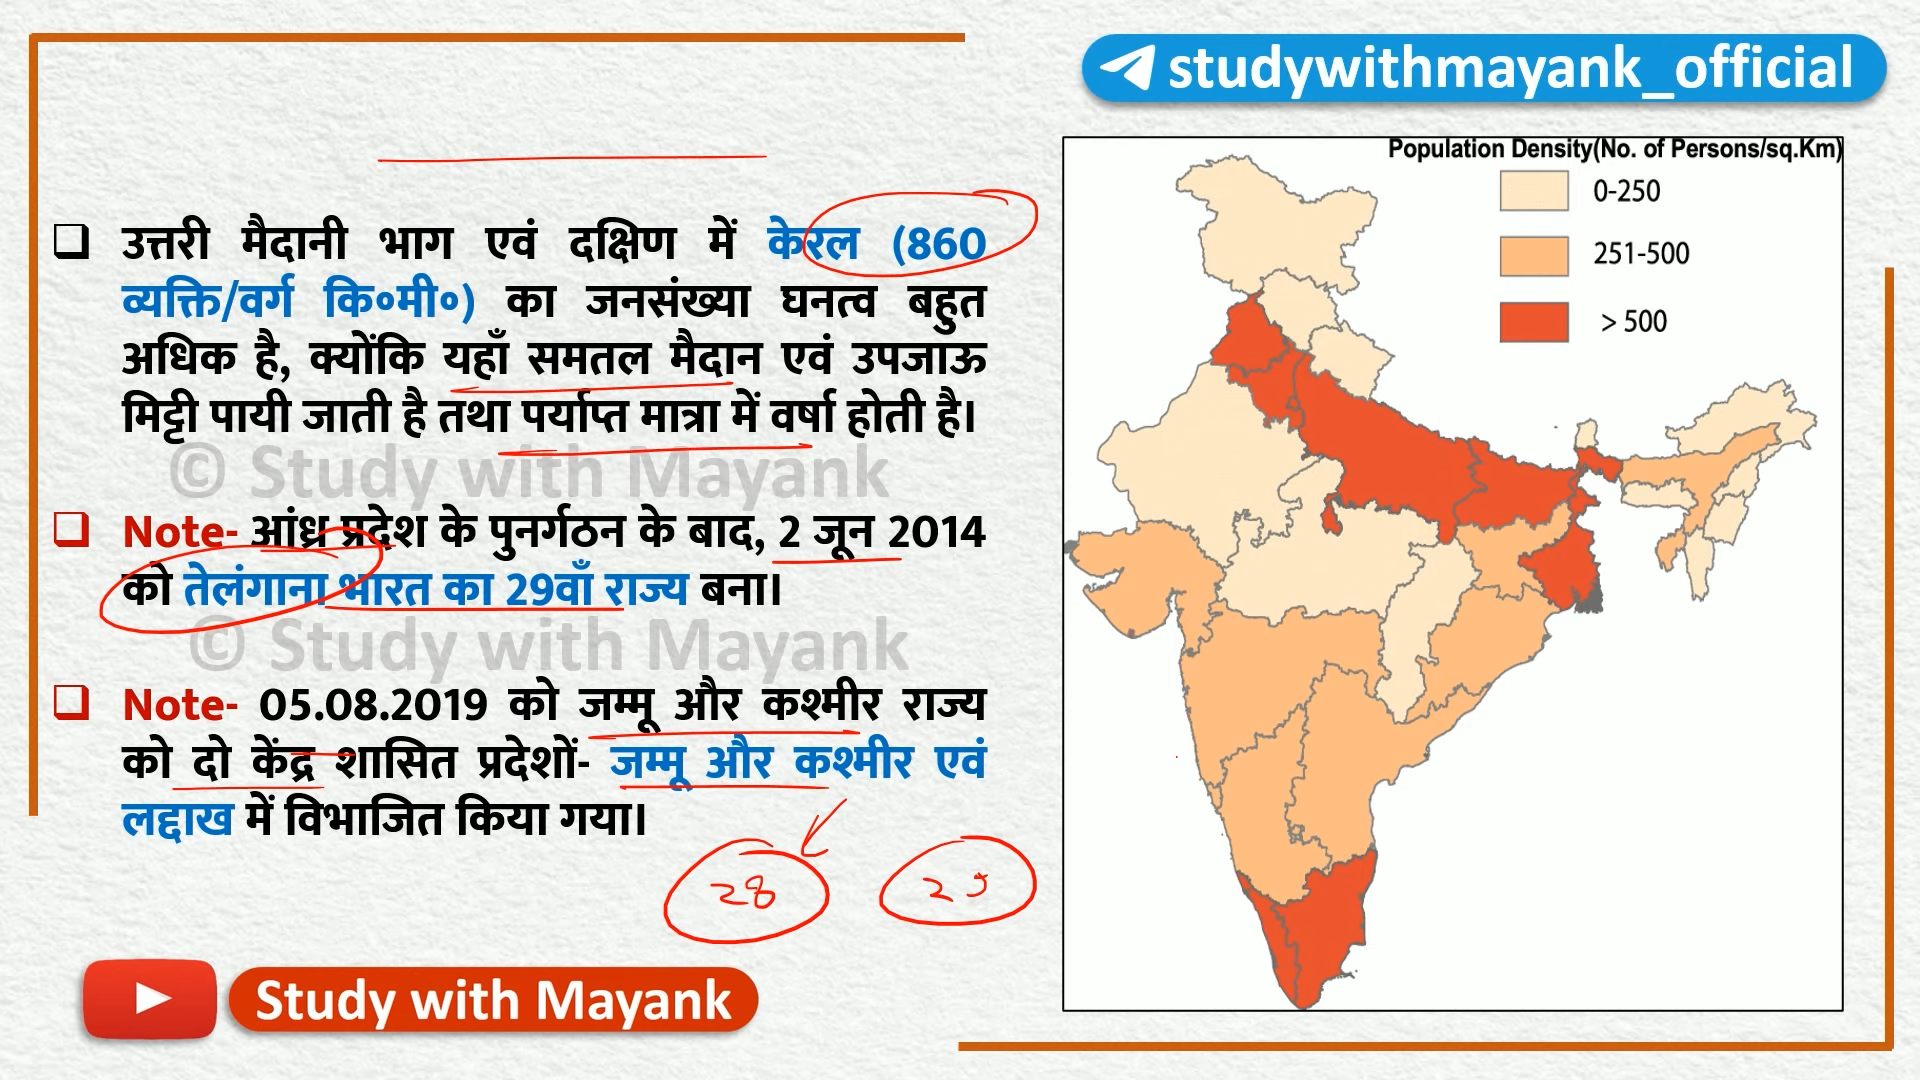 studywithmayank_official
उत्तरी मैदानी भाग एवं दक्षिण में केरल (860
व्यक्ति/वर्ग कि०मी०) का जनसंख्या घनत्व बहुत
अधिक है, क्योंकि यहाँ समतल मैदान एवं उपजाऊ
मिट्टी पायी जाती है तथा पर्याप्त मात्रा में वर्षा होती है।
© Study with Mayank
Note- आंध्र प्रदेश के पुनर्गठन के बाद, 2 जून 2014
को तेलंगाना भारत का 29वाँ राज्य बना।
© Study with Mayank
Note- 05.08.2019 को जम्मू और कश्मीर राज्य
को दो केंद्र शासित प्रदेशों- जम्मू और कश्मीर एवं
लद्दाख में विभाजित किया गया।
28 29
Study with Mayank
Population Density(No. of Persons/sq.Km)
0-250
251-500
> 500